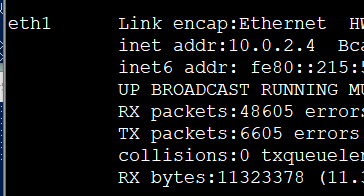 eth1 Link encap:Ethernet HW
inet addr:10.0.2.4 Bca
inet6 addr: fe80::215:5
UP BROADCAST RUNNING MU
RX packets:48605 errors
TX packets:6605 errors
collisions:0 txqueuelen
RX bytes:11323378 (11.3